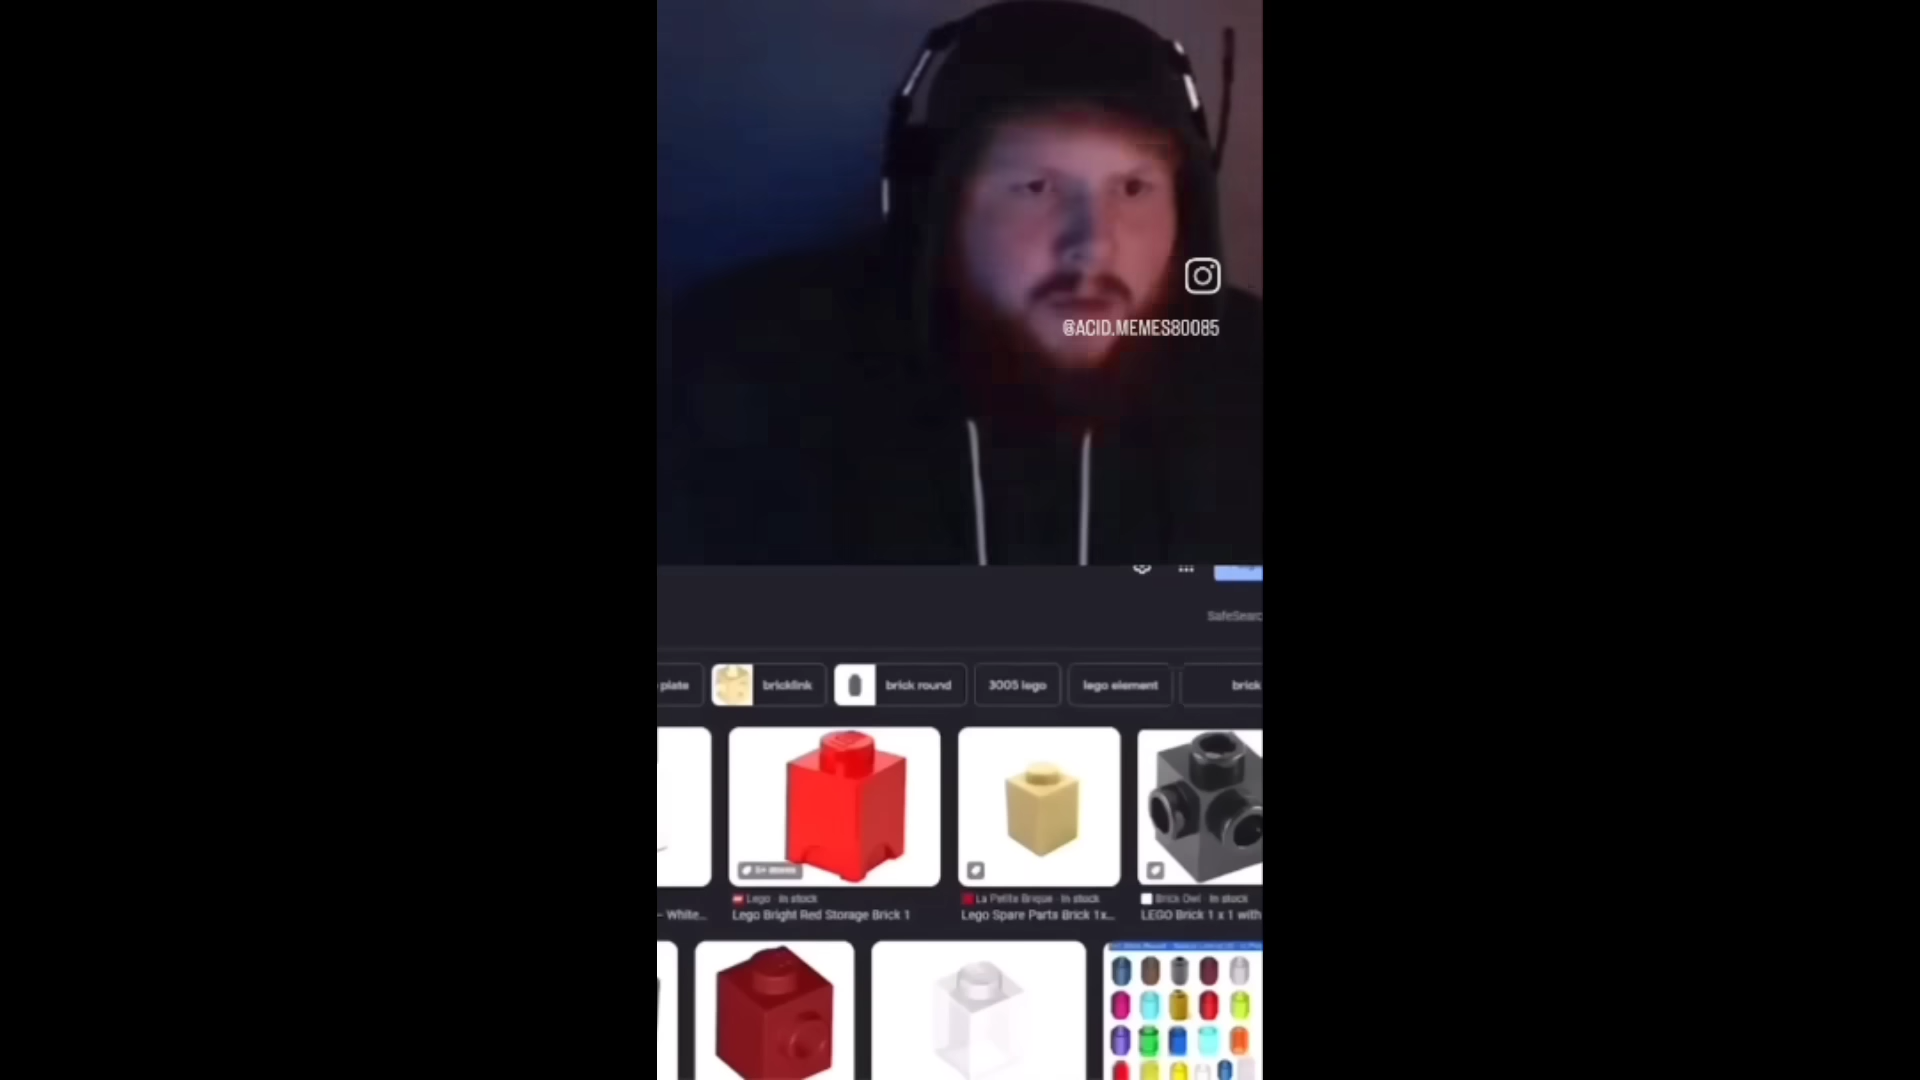 @ACID.MEMES80085
SafeSearc
plate
bricklink
brick round
3005 lego
lego element
brick
Lego · In stock
La Petite Brique · In stock
Brick Owl · In stock
- White...
Lego Bright Red Storage Brick 1
Lego Spare Parts Brick 1x...
LEGO Brick 1 x 1 with